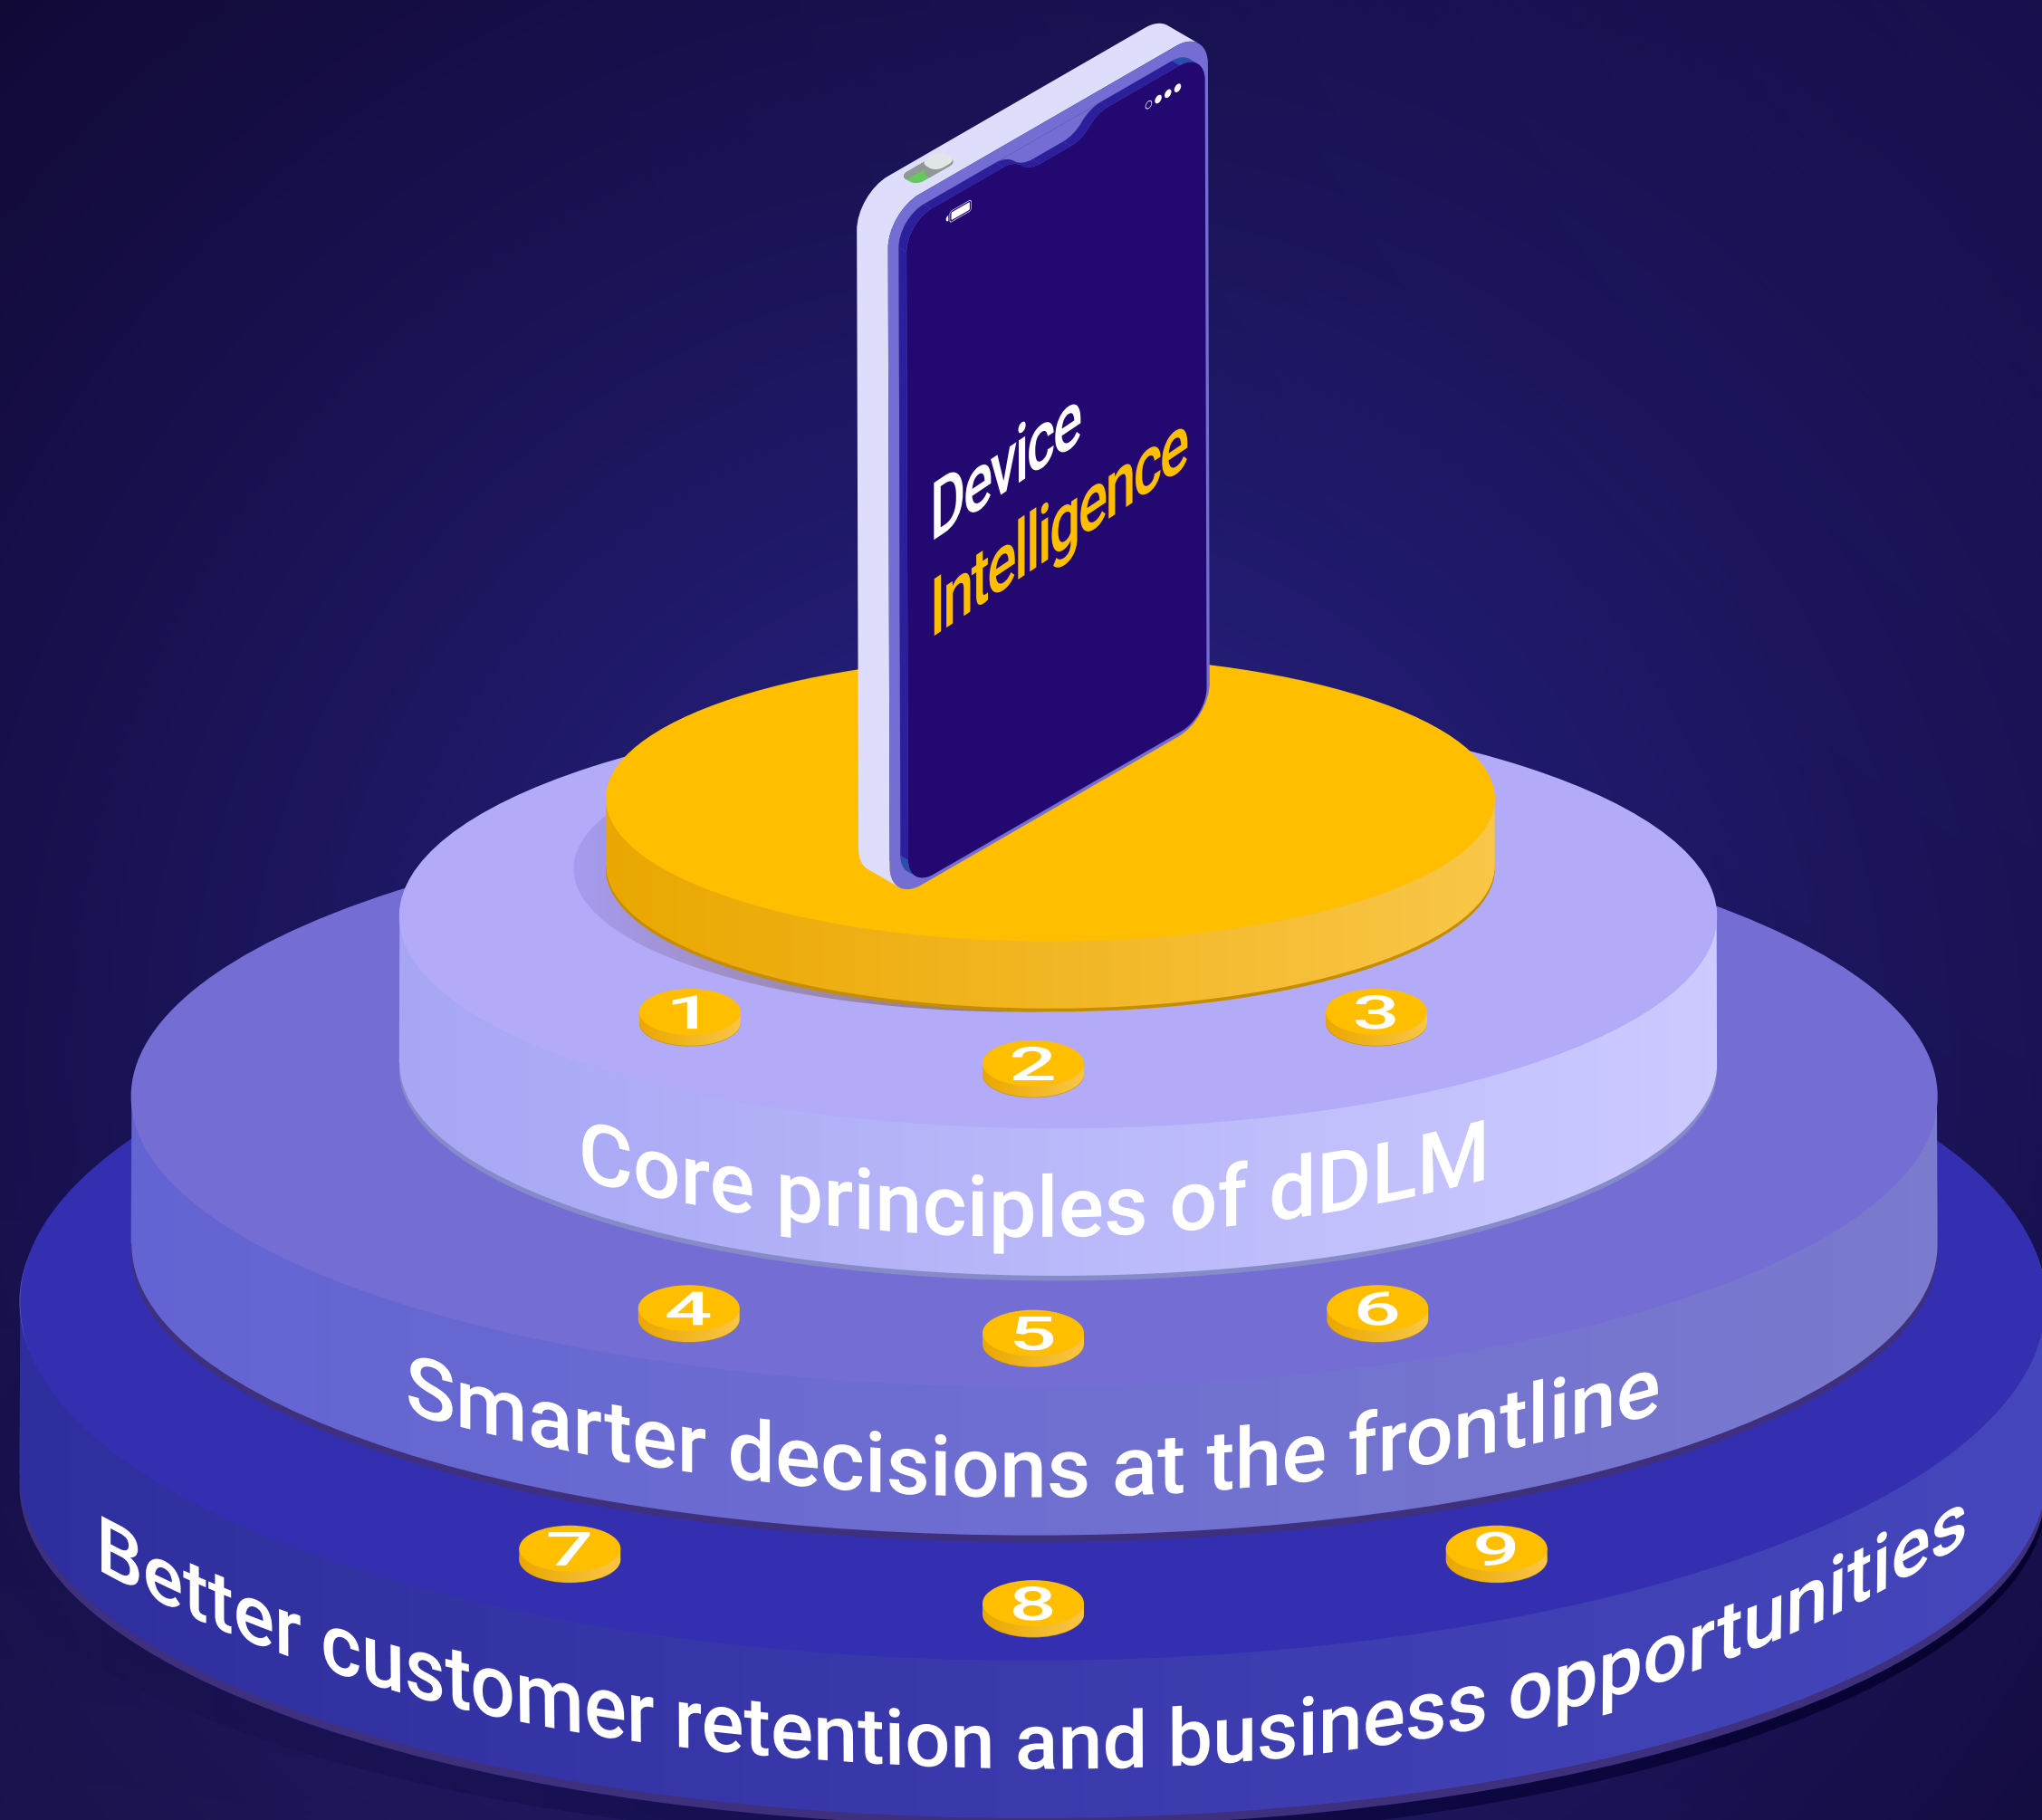 Device
Intelligence
1
2
3
Core principles of dDLM
4
5
6
Smarter decisions at the frontline
7
8
9
Better customer retention and business opportunities